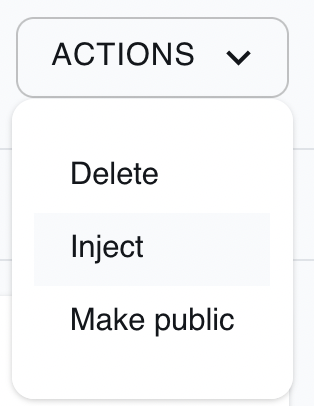 ACTIONS
Delete
Inject
Make public